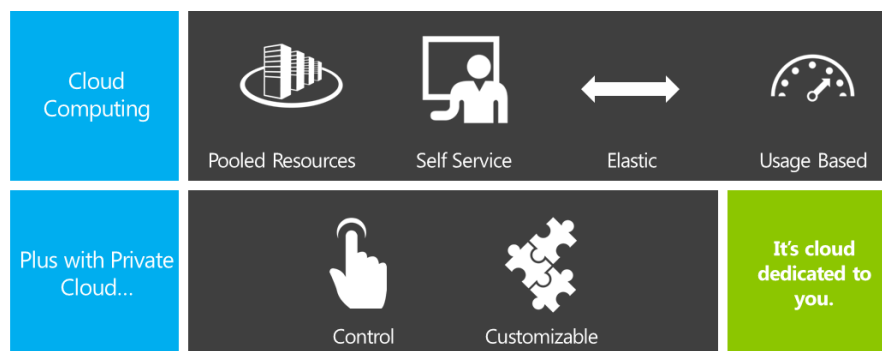 Cloud
Computing
Pooled Resources
Self Service
Elastic
Usage Based
Plus with Private
Cloud...
Control
Customizable
It's cloud
dedicated to
you.